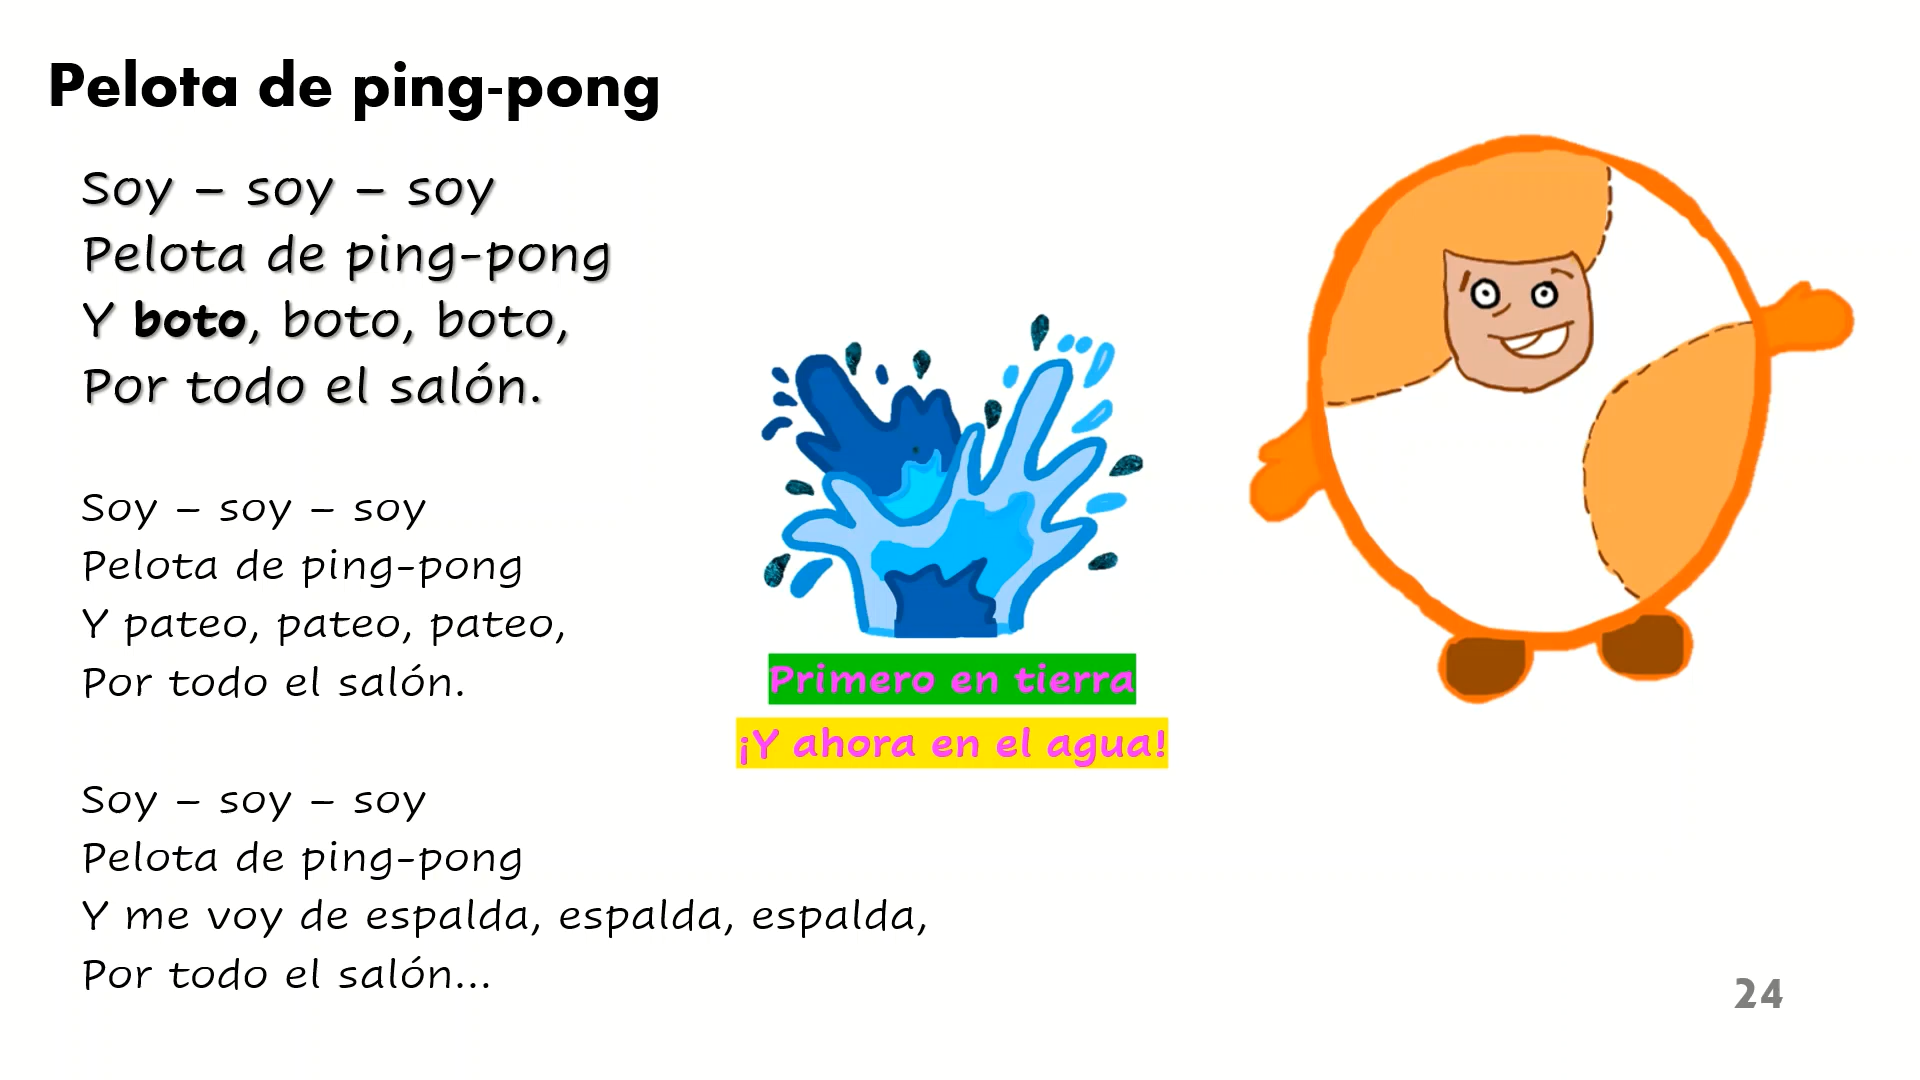 Pelota de ping-pong
Soy – soy – soy
Pelota de ping-pong
Y boto, boto, boto,
Por todo el salón.
Soy – soy – soy
Pelota de ping-pong
Y pateo, pateo, pateo,
Por todo el salón.
Soy – soy – soy
Pelota de ping-pong
Y me voy de espalda, espalda, espalda,
Por todo el salón...
Primero en tierra
¡Y ahora en el agua!
24